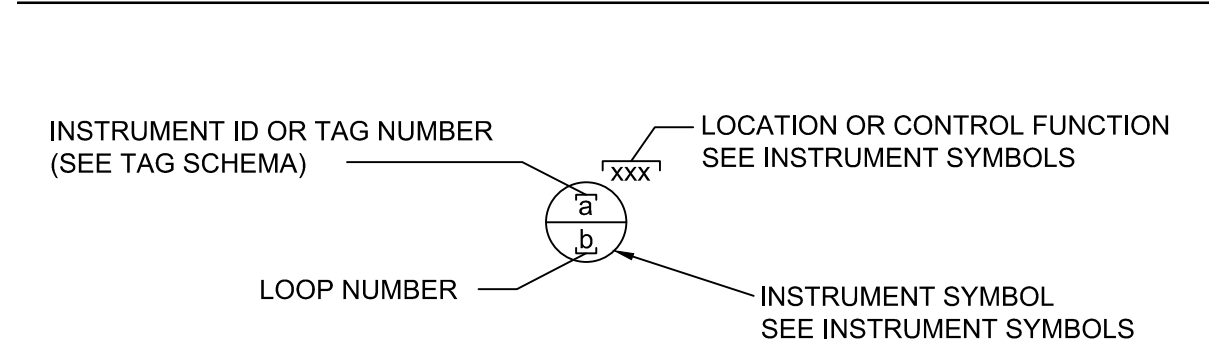 INSTRUMENT ID OR TAG NUMBER
(SEE TAG SCHEMA)
LOCATION OR CONTROL FUNCTION
SEE INSTRUMENT SYMBOLS
xxx
a
b
LOOP NUMBER
INSTRUMENT SYMBOL
SEE INSTRUMENT SYMBOLS